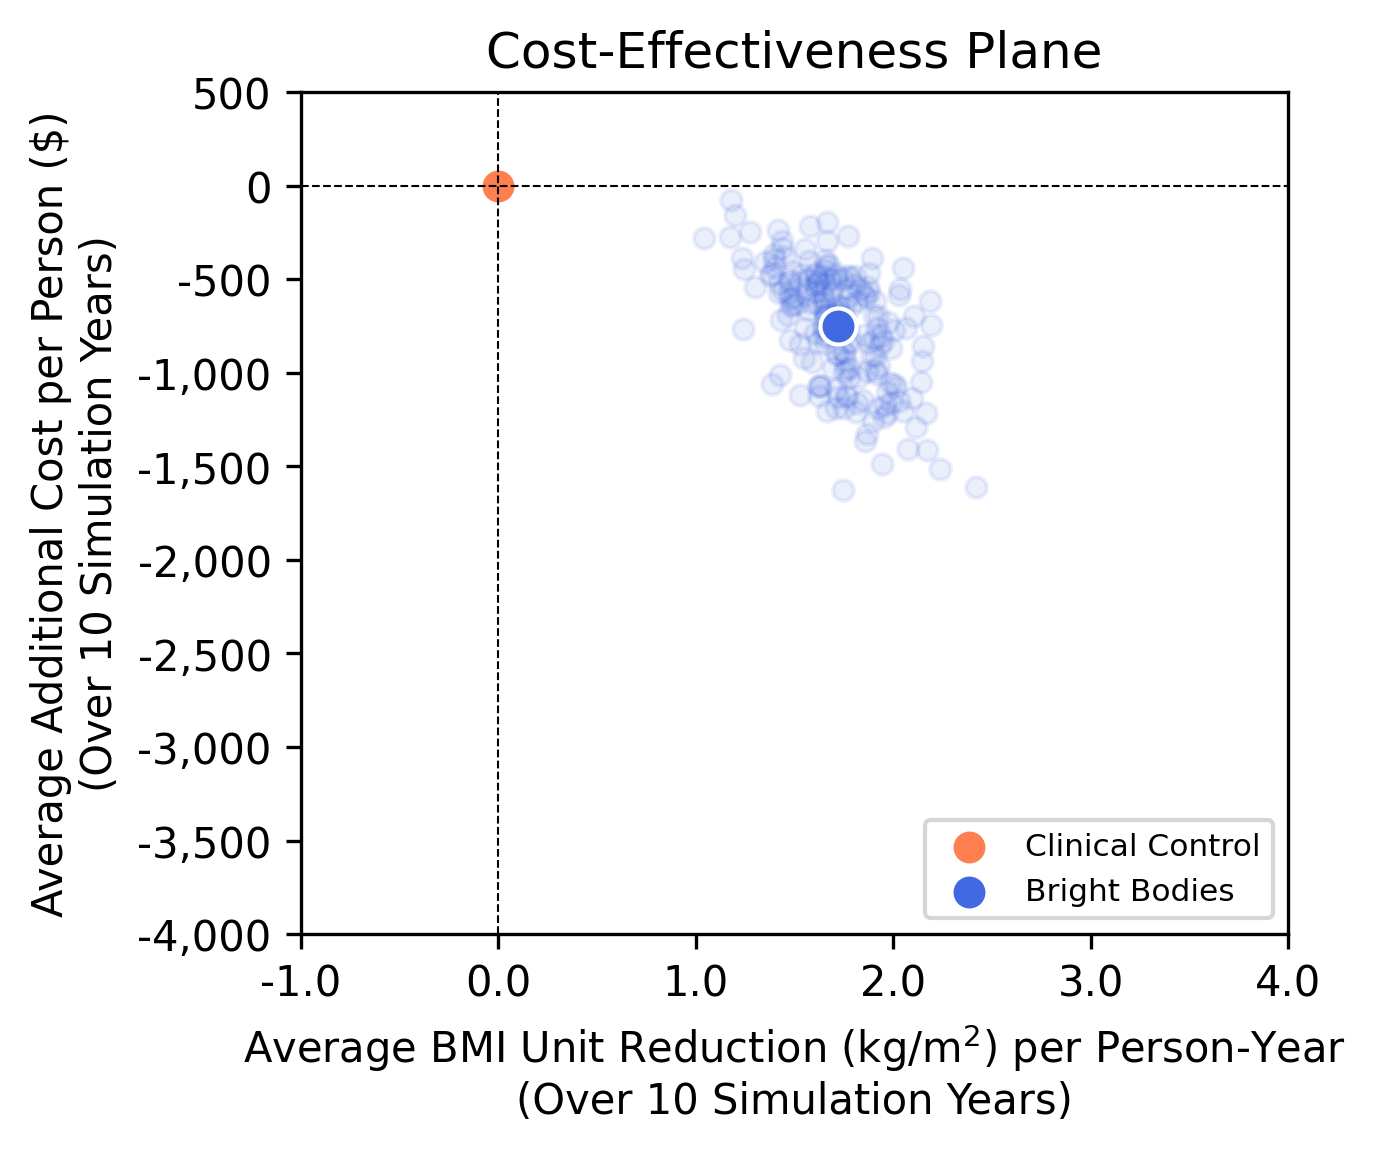 Cost-Effectiveness Plane
Average Additional Cost per Person ($)
(Over 10 Simulation Years)
500
0
-500
-1,000
-1,500
-2,000
-2,500
-3,000
-3,500
-4,000
Clinical Control
Bright Bodies
-1.0 0.0 1.0 2.0 3.0 4.0
Average BMI Unit Reduction (kg/m²) per Person-Year
(Over 10 Simulation Years)